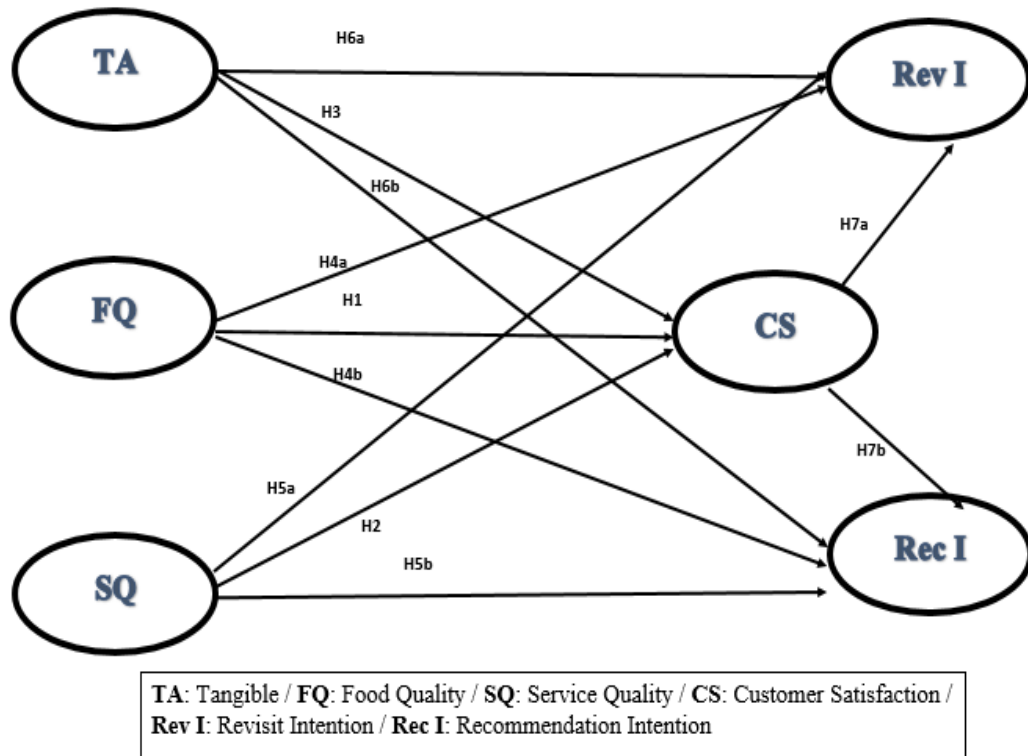 H6a
TA
Rev I
H3
H6b
H7a
H4a
H1
FQ
CS
H4b
H7b
H5a
H2
Rec I
H5b
SQ
TA: Tangible / FQ: Food Quality / SQ: Service Quality / CS: Customer Satisfaction /
Rev I: Revisit Intention / Rec I: Recommendation Intention